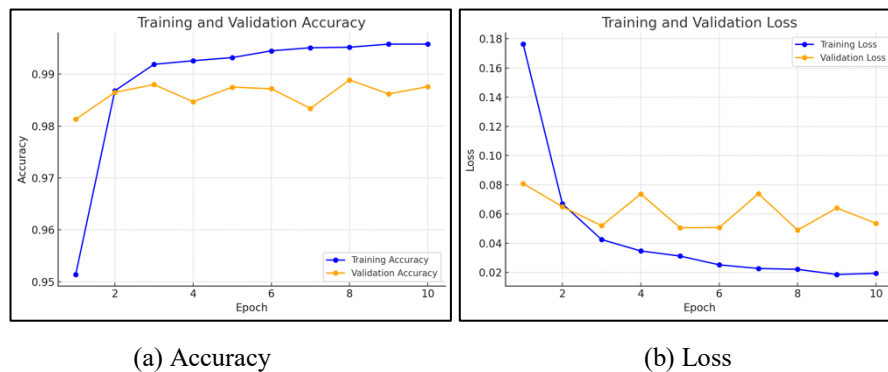 Training and Validation Accuracy
0.99
0.98
0.97
0.96
0.95
Accuracy
Training Accuracy
Validation Accuracy
2
4
6
8
10
Epoch
Training and Validation Loss
0.18
0.16
0.14
0.12
0.10
0.08
0.06
0.04
0.02
Loss
Training Loss
Validation Loss
2
4
6
8
10
Epoch
(a) Accuracy
(b) Loss